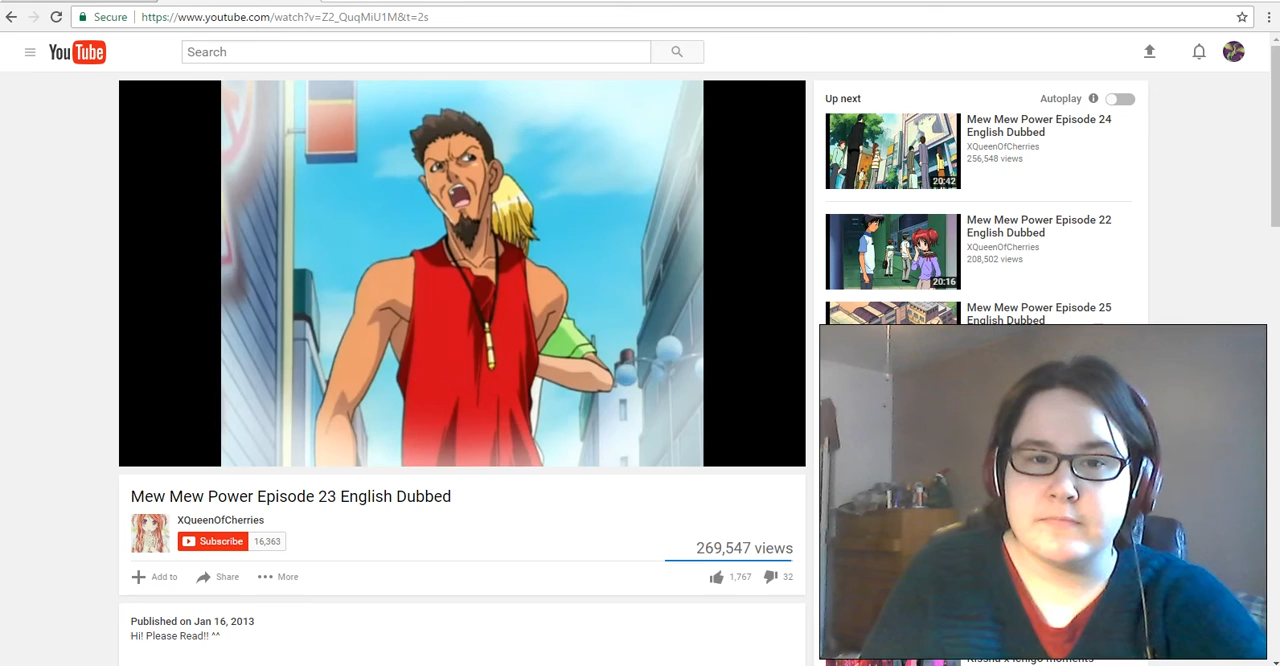 Secure
https://www.youtube.com/watch?v=Z2_QuqMiU1M&t=2s
YouTube
Search
Up next
Autoplay
Mew Mew Power Episode 24
English Dubbed
XQueenOfCherries
256,548 views
20:42
Mew Mew Power Episode 22
English Dubbed
XQueenOfCherries
208,502 views
20:16
Mew Mew Power Episode 25
English Dubbed
Mew Mew Power Episode 23 English Dubbed
XQueenOfCherries
Subscribe 16,363
269,547 views
Add to Share More
1,767 32
Published on Jan 16, 2013
Hi! Please Read!! ^^
Kisshu x Ichigo moments